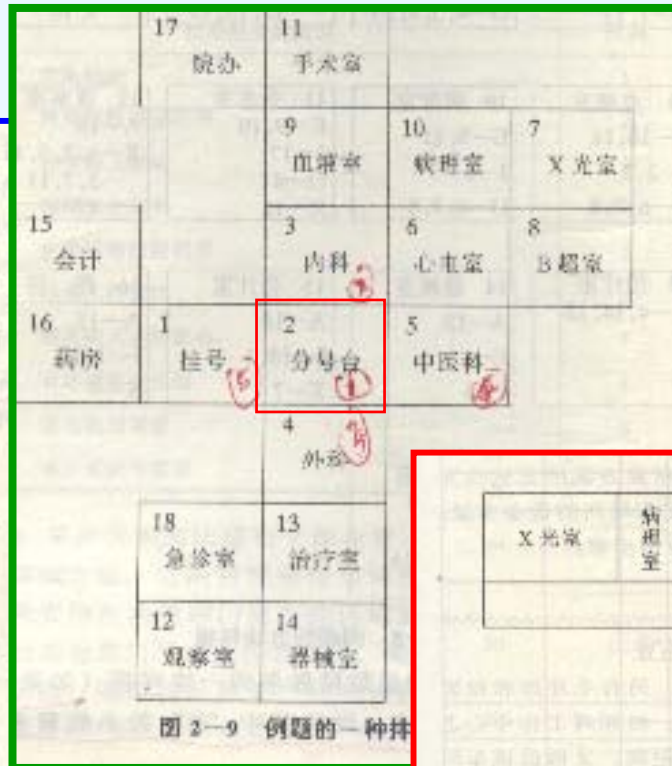 17 11
院办 手术室
9 10 7
血液室 病理室 X光室
15 3 6 8
会计 内科 心电室 B超室
16 1 2 5
药房 挂号 分号台 中医科
4
外
18 13
急诊室 治疗室
12 14
观察室 器械室
图2—9 例题的一种排
X光室
病理室